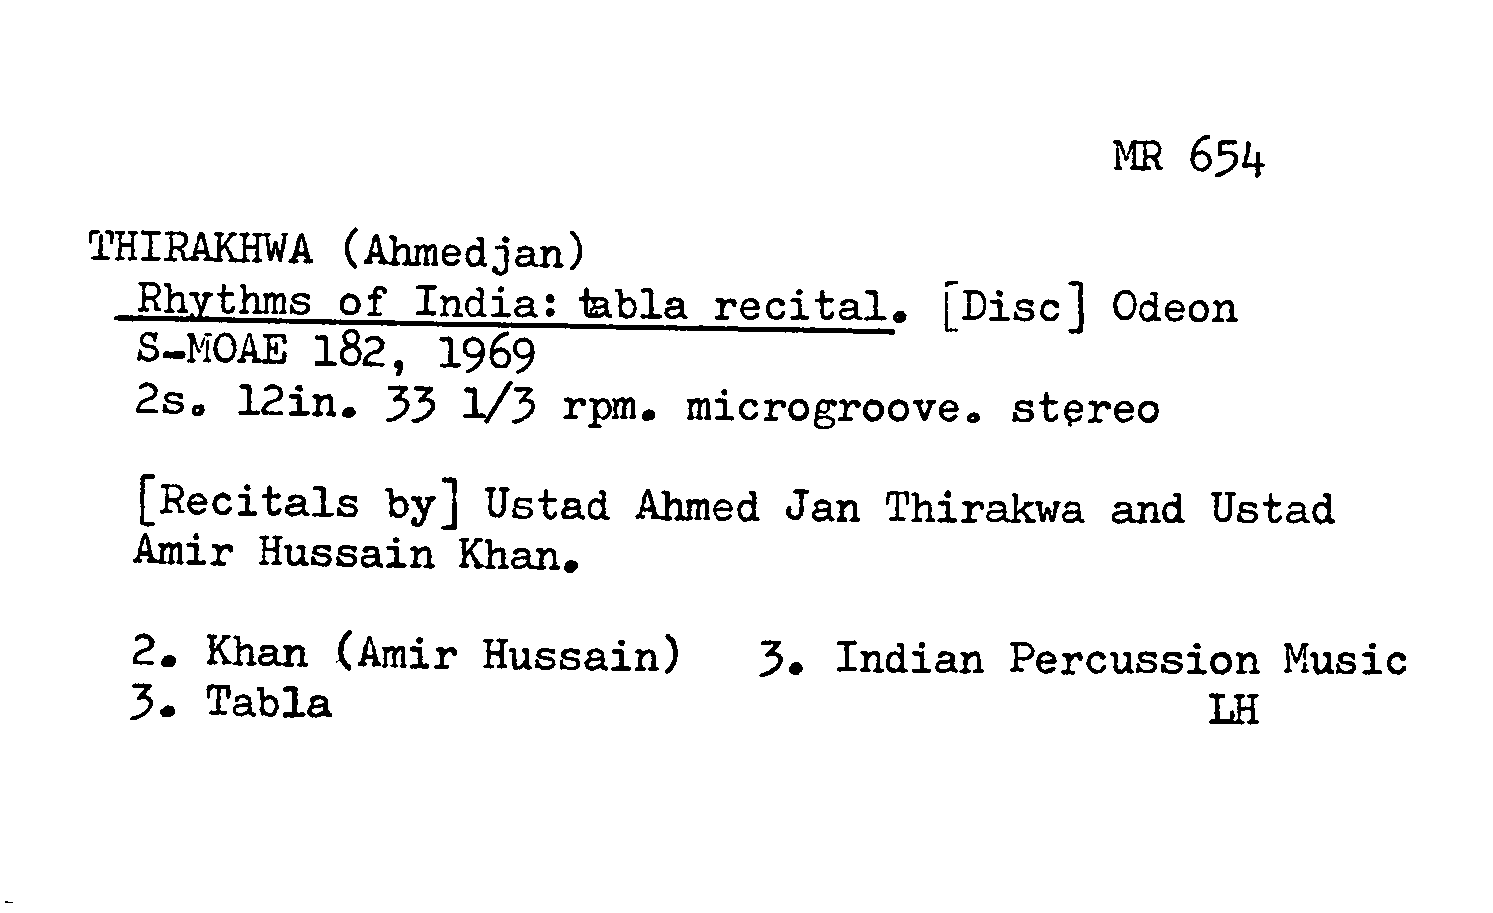 MR 654
THIRAKHWA (Ahmedjan)
Rhythms of India: tabla recital. [Disc] Odeon
S-MOAE 182, 1969
2s. 12in. 33 1/3 rpm. microgroove. stereo
[Recitals by] Ustad Ahmed Jan Thirakwa and Ustad
Amir Hussain Khan.
2. Khan (Amir Hussain) 3. Indian Percussion Music
3. Tabla LH